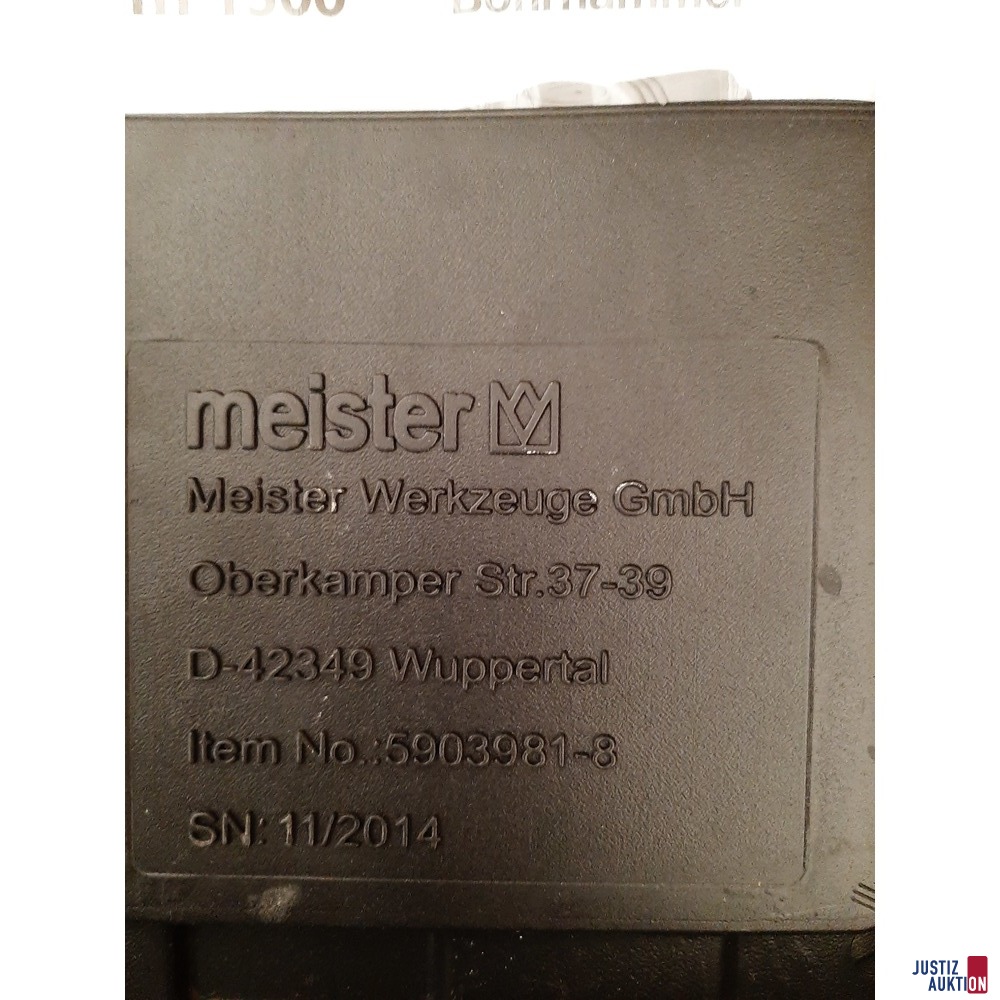 Bohrhammer
meister
Meister Werkzeuge GmbH
Oberkamper Str.37-39
D-42349 Wuppertal
Item No.:5903981-8
SN: 11/2014
JUSTIZ
AUKTION